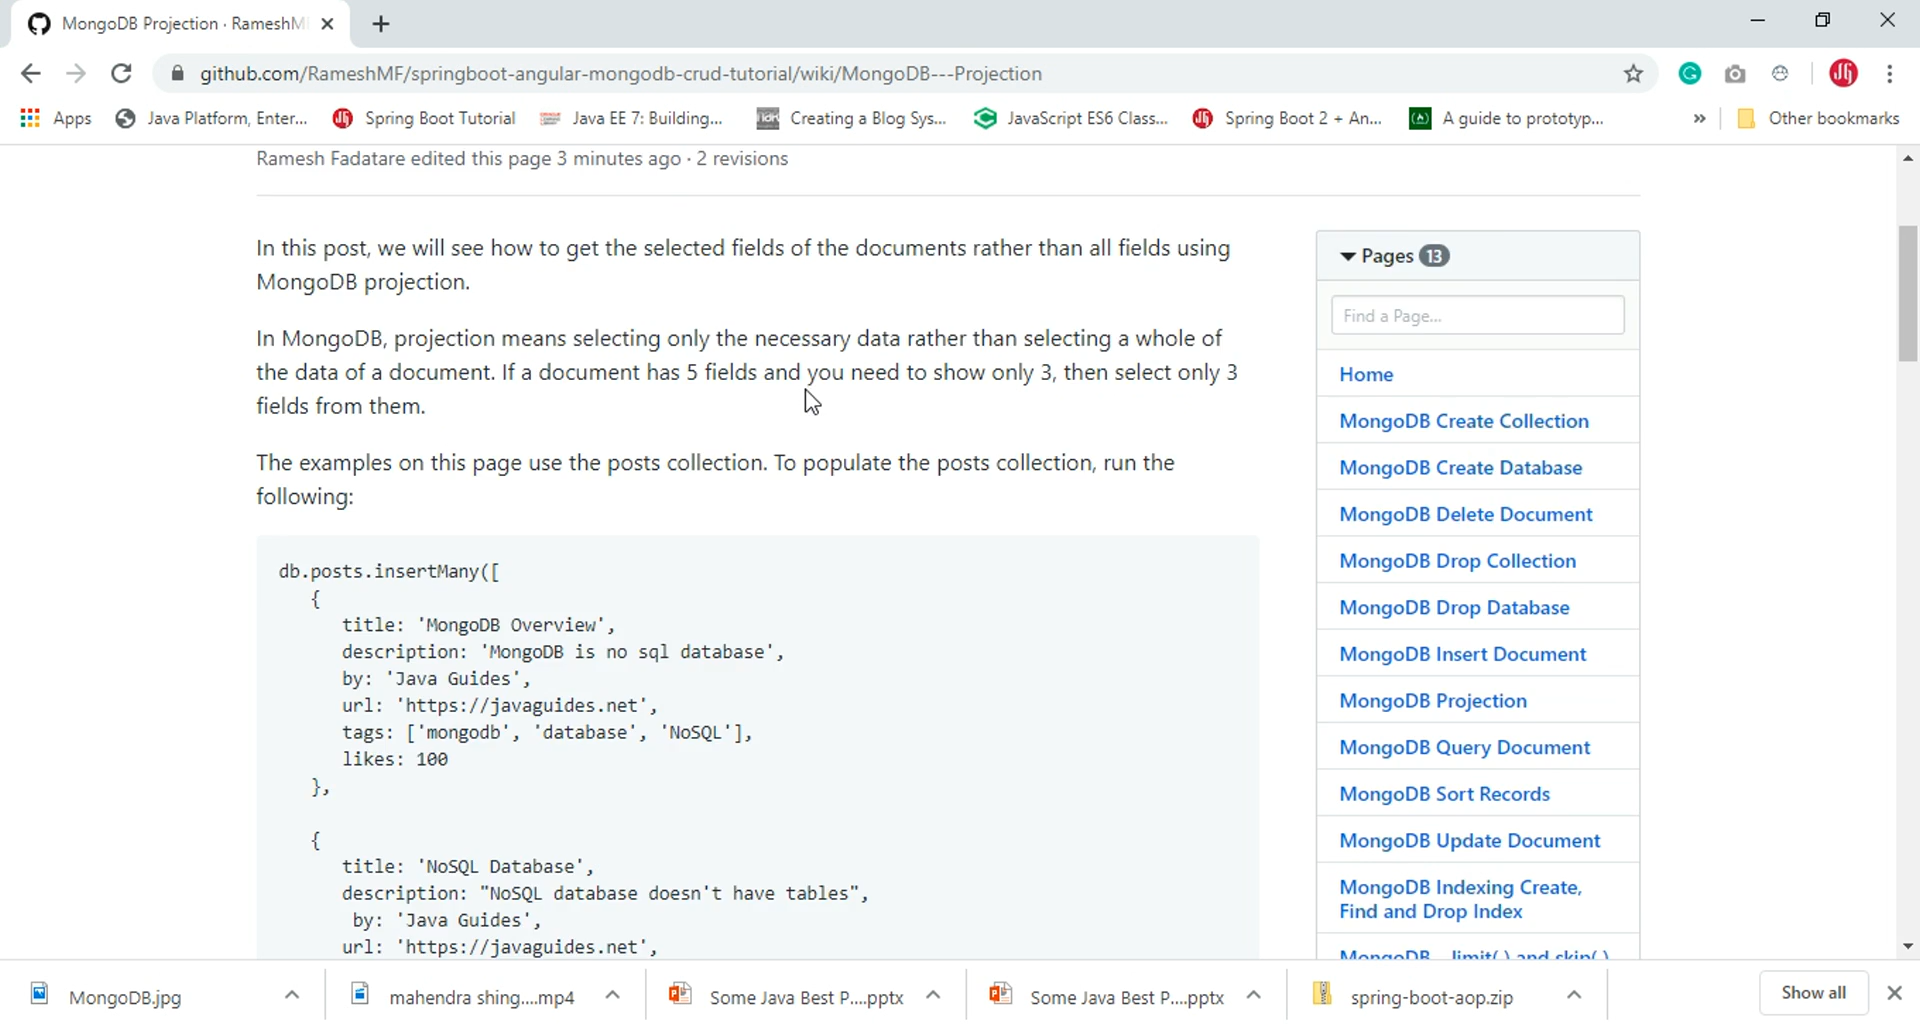 MongoDB Projection · RameshM
github.com/RameshMF/springboot-angular-mongodb-crud-tutorial/wiki/MongoDB---Projection
Apps
Java Platform, Enter...
Spring Boot Tutorial
Java EE 7: Building...
Creating a Blog Sys...
JavaScript ES6 Class...
Spring Boot 2 + An...
A guide to prototyp...
»
Other bookmarks
Ramesh Fadatare edited this page 3 minutes ago · 2 revisions
In this post, we will see how to get the selected fields of the documents rather than all fields using
MongoDB projection.
In MongoDB, projection means selecting only the necessary data rather than selecting a whole of
the data of a document. If a document has 5 fields and you need to show only 3, then select only 3
fields from them.
The examples on this page use the posts collection. To populate the posts collection, run the
following:
db.posts.insertMany([
{
title: 'MongoDB Overview',
description: 'MongoDB is no sql database',
by: 'Java Guides',
url: 'https://javaguides.net',
tags: ['mongodb', 'database', 'NoSQL'],
likes: 100
},
{
title: 'NoSQL Database',
description: "NoSQL database doesn't have tables",
by: 'Java Guides',
url: 'https://javaguides.net',
Pages 13
Find a Page...
Home
MongoDB Create Collection
MongoDB Create Database
MongoDB Delete Document
MongoDB Drop Collection
MongoDB Drop Database
MongoDB Insert Document
MongoDB Projection
MongoDB Query Document
MongoDB Sort Records
MongoDB Update Document
MongoDB Indexing Create,
Find and Drop Index
MongoDB limit( ) and skip( )
MongoDB.jpg
mahendra shing....mp4
Some Java Best P....pptx
Some Java Best P....pptx
spring-boot-aop.zip
Show all